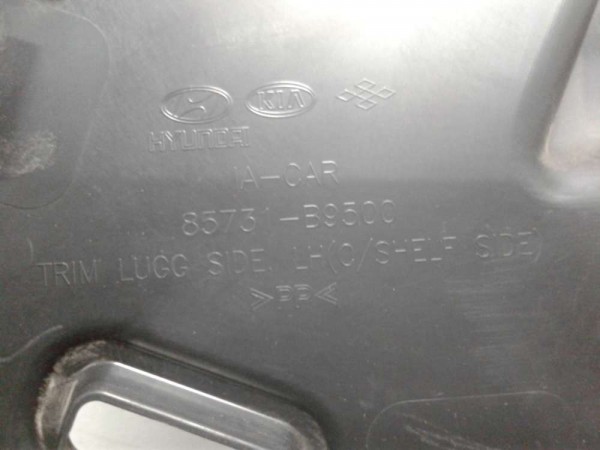 KIA
HYUNDAI
IA-CAR
85731-B9500
TRIM LUGG SIDE, LH(C/SHELF SIDE)
>PP<